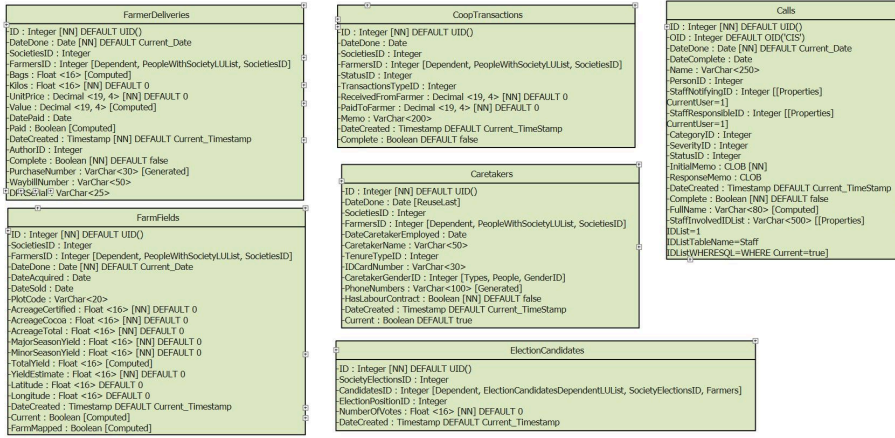 FarmerDeliveries
-ID : Integer [NN] DEFAULT UID()
-DateDone : Date [NN] DEFAULT Current_Date
-SocietiesID : Integer
-FarmersID : Integer [Dependent, PeopleWithSocietyLUList, SocietiesID]
-Bags : Float <16> [Computed]
-Kilos : Float <16> [NN] DEFAULT 0
-UnitPrice : Decimal <19, 4> [NN] DEFAULT 0
-Value : Decimal <19, 4> [Computed]
-DatePaid : Date
-Paid : Boolean [Computed]
-DateCreated : Timestamp [NN] DEFAULT Current_Timestamp
-AuthorID : Integer
-Complete : Boolean [NN] DEFAULT false
-PurchaseNumber : VarChar<30> [Generated]
-WaybillNumber : VarChar<50>
: VarChar<25>
FarmFields
-ID : Integer [NN] DEFAULT UID()
-SocietiesID : Integer
-FarmersID : Integer [Dependent, PeopleWithSocietyLUList, SocietiesID]
-DateDone : Date [NN] DEFAULT Current_Date
-DateAcquired : Date
-DateSold : Date
-PlotCode : VarChar<20>
-AcreageCertified : Float <16> [NN] DEFAULT 0
-AcreageCocoa : Float <16> [NN] DEFAULT 0
-AcreageTotal : Float <16> [NN] DEFAULT 0
-MajorSeasonYield : Float <16> [NN] DEFAULT 0
-MinorSeasonYield : Float <16> [NN] DEFAULT 0
-TotalYield : Float <16> [Computed]
-YieldEstimate : Float <16> [NN] DEFAULT 0
-Latitude : Float <16> DEFAULT 0
-Longitude : Float <16> DEFAULT 0
-DateCreated : Timestamp DEFAULT Current_Timestamp
-Current : Boolean [Computed]
-FarmMapped : Boolean [Computed]
CoopTransactions
-ID : Integer [NN] DEFAULT UID()
-DateDone : Date
-SocietiesID : Integer
-FarmersID : Integer [Dependent, PeopleWithSocietyLUList, SocietiesID]
-StatusID : Integer
-TransactionsTypeID : Integer
-ReceivedFromFarmer : Decimal <19, 4> [NN] DEFAULT 0
-PaidToFarmer : Decimal <19, 4> [NN] DEFAULT 0
-Memo : VarChar<200>
-DateCreated : Timestamp DEFAULT Current_TimeStamp
-Complete : Boolean DEFAULT false
Caretakers
-ID : Integer [NN] DEFAULT UID()
-DateDone : Date [ReuseLast]
-SocietiesID : Integer
-FarmersID : Integer [Dependent, PeopleWithSocietyLUList, SocietiesID]
-DateCaretakerEmployed : Date
-CaretakerName : VarChar<50>
-TenureTypeID : Integer
-IDCardNumber : VarChar<30>
-CaretakerGenderID : Integer [Types, People, GenderID]
-PhoneNumbers : VarChar<100> [Generated]
-HasLabourContract : Boolean [NN] DEFAULT false
-DateCreated : Timestamp DEFAULT Current_TimeStamp
-Current : Boolean DEFAULT true
ElectionCandidates
-ID : Integer [NN] DEFAULT UID()
-SocietyElectionsID : Integer
-CandidatesID : Integer [Dependent, ElectionCandidatesDependentLUList, SocietyElectionsID, Farmers]
-ElectionPositionID : Integer
-NumberOfVotes : Float <16> [NN] DEFAULT 0
-DateCreated : Timestamp DEFAULT Current_Timestamp
Calls
-ID : Integer [NN] DEFAULT UID()
-OID : Integer DEFAULT OID('CIS')
-DateDone : Date [NN] DEFAULT Current_Date
-DateComplete : Date
-Name : VarChar<250>
-PersonID : Integer
-StaffNotifyingID : Integer [[Properties]
CurrentUser=1]
-StaffResponsibleID : Integer [[Properties]
CurrentUser=1]
-CategoryID : Integer
-SeverityID : Integer
-StatusID : Integer
-InitialMemo : CLOB [NN]
-ResponseMemo : CLOB
-DateCreated : Timestamp DEFAULT Current_TimeStamp
-Complete : Boolean [NN] DEFAULT false
-FullName : VarChar<80> [Computed]
-StaffInvolvedIDList : VarChar<500> [[Properties]
IDList=1
IDListTableName=Staff
IDListWHERESQL=WHERE Current=true]